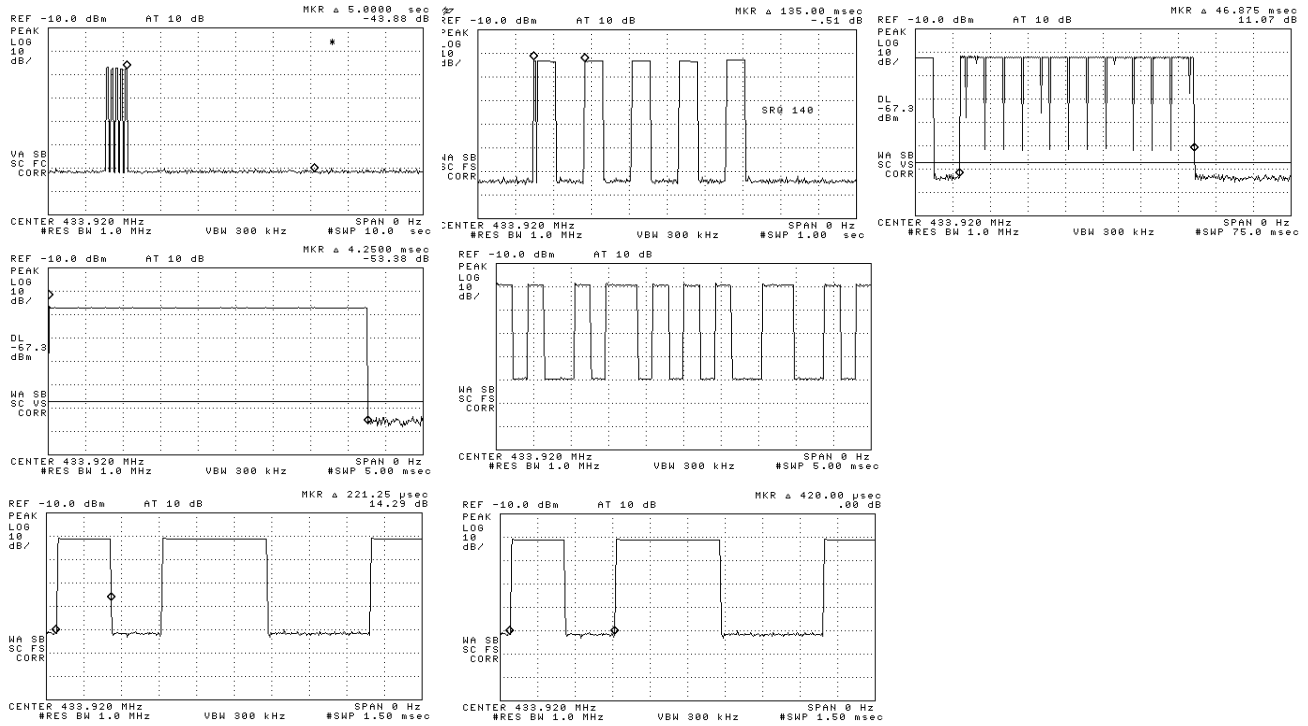 MKR Δ 5.0000 sec
REF -10.0 dBm AT 10 dB -43.88 dB
PEAK
LOG
10
dB/
VA SB
SC FC
CORR
CENTER 433.920 MHz SPAN 0 Hz
#RES BW 1.0 MHz VBW 300 kHz #SWP 10.0 sec
MKR Δ 135.00 msec
REF -10.0 dBm AT 10 dB -.51 dB
PEAK
LOG
10
dB/
SRQ 140
WA SB
SC FS
CORR
CENTER 433.920 MHz SPAN 0 Hz
#RES BW 1.0 MHz VBW 300 kHz #SWP 1.00 sec
MKR Δ 46.875 msec
REF -10.0 dBm AT 10 dB 11.07 dB
PEAK
LOG
10
dB/
DL
-67.3
dBm
WA SB
SC VS
CORR
CENTER 433.920 MHz SPAN 0 Hz
#RES BW 1.0 MHz VBW 300 kHz #SWP 75.0 msec
MKR Δ 4.2500 msec
REF -10.0 dBm AT 10 dB -53.38 dB
PEAK
LOG
10
dB/
DL
-67.3
dBm
WA SB
SC VS
CORR
CENTER 433.920 MHz SPAN 0 Hz
#RES BW 1.0 MHz VBW 300 kHz #SWP 5.00 msec
REF -10.0 dBm AT 10 dB
PEAK
LOG
10
dB/
WA SB
SC FS
CORR
CENTER 433.920 MHz SPAN 0 Hz
#RES BW 1.0 MHz VBW 300 kHz #SWP 5.00 msec
MKR Δ 221.25 μsec
REF -10.0 dBm AT 10 dB 14.29 dB
PEAK
LOG
10
dB/
WA SB
SC FS
CORR
CENTER 433.920 MHz SPAN 0 Hz
#RES BW 1.0 MHz VBW 300 kHz #SWP 1.50 msec
MKR Δ 420.00 μsec
REF -10.0 dBm AT 10 dB .00 dB
PEAK
LOG
10
dB/
WA SB
SC FS
CORR
CENTER 433.920 MHz SPAN 0 Hz
#RES BW 1.0 MHz VBW 300 kHz #SWP 1.50 msec